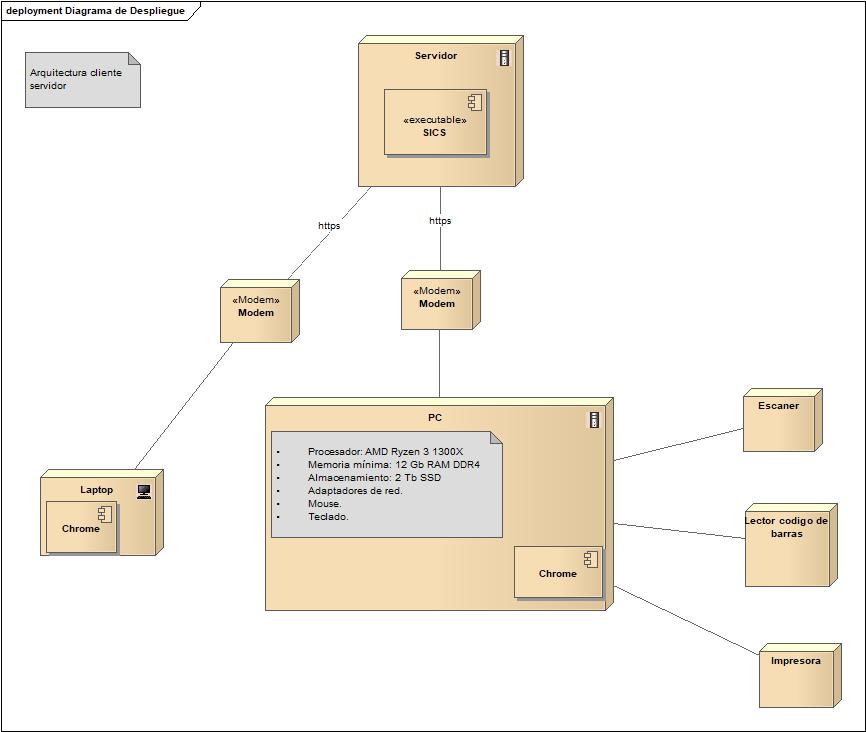 deployment Diagrama de Despliegue
Arquitectura cliente
servidor
Servidor
«executable»
SICS
https
https
«Modem»
Modem
«Modem»
Modem
PC
• Procesador: AMD Ryzen 3 1300X
• Memoria mínima: 12 Gb RAM DDR4
• Almacenamiento: 2 Tb SSD
• Adaptadores de red.
• Mouse.
• Teclado.
Chrome
Laptop
Chrome
Escaner
Lector codigo de
barras
Impresora